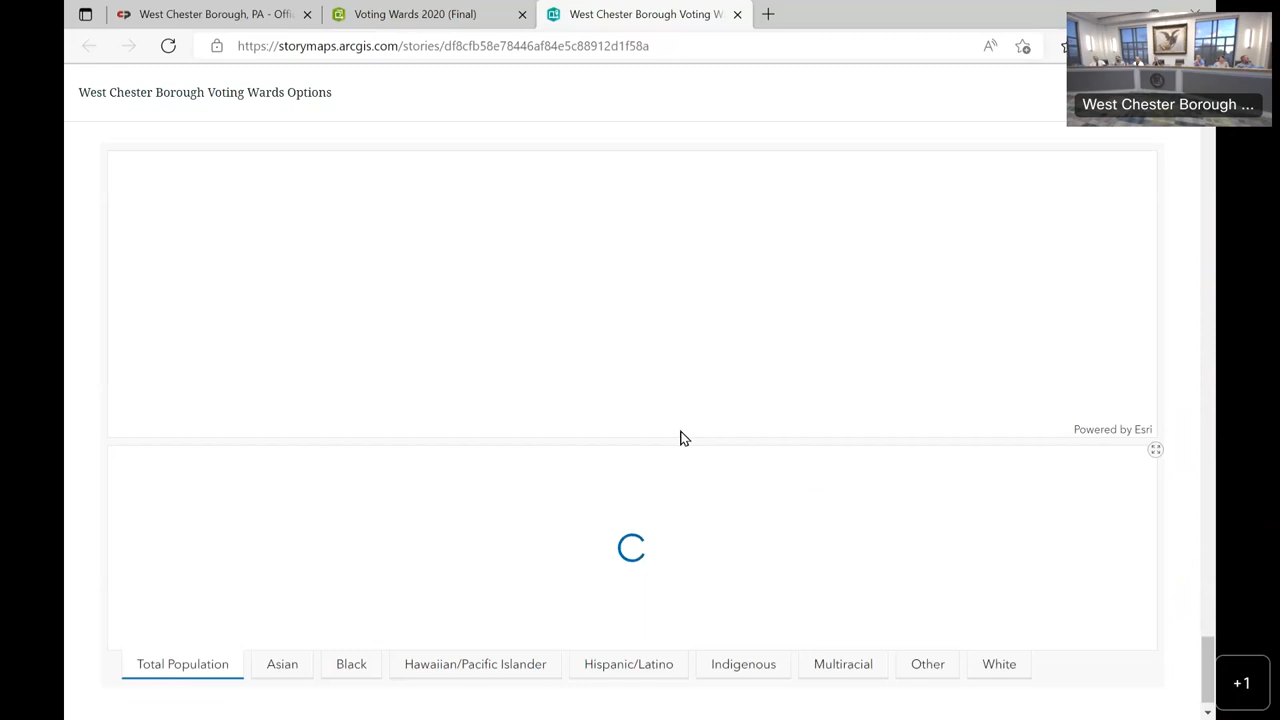 West Chester Borough, PA - Offi
Voting Wards 2020 (Final)
West Chester Borough Voting W
https://storymaps.arcgis.com/stories/df8cfb58e78446af84e5c88912d1f58a
West Chester Borough ...
West Chester Borough Voting Wards Options
Powered by Esri
Total Population
Asian
Black
Hawaiian/Pacific Islander
Hispanic/Latino
Indigenous
Multiracial
Other
White
+1